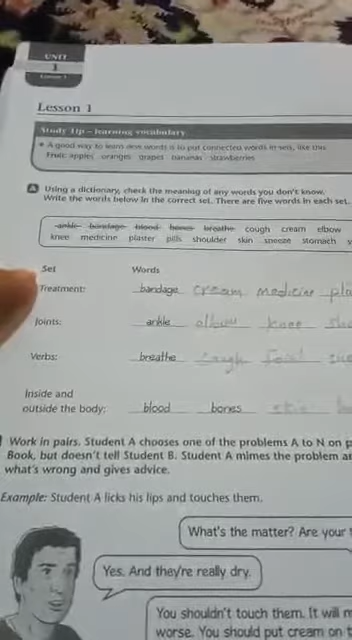 UNIT
1
Lesson 1
Lesson 1
Study Tip – learning vocabulary
• A good way to learn new words is to put connected words in sets, like this
Fruit: apples oranges grapes bananas strawberries
A Using a dictionary, check the meaning of any words you don't know.
Write the words below in the correct set. There are five words in each set.
ankle bandage blood bones breathe cough cream elbow
knee medicine plaster pills shoulder skin sneeze stomach
Set Words
Treatment: bandage cream medicine pla
Joints: ankle elbow knee
Verbs: breathe cough
Inside and
outside the body: blood bones skin
Work in pairs. Student A chooses one of the problems A to N on p
Book, but doesn't tell Student B. Student A mimes the problem a
what's wrong and gives advice.
Example: Student A licks his lips and touches them.
What's the matter? Are your
Yes. And they're really dry.
You shouldn't touch them. It will m
worse. You should put cream on t